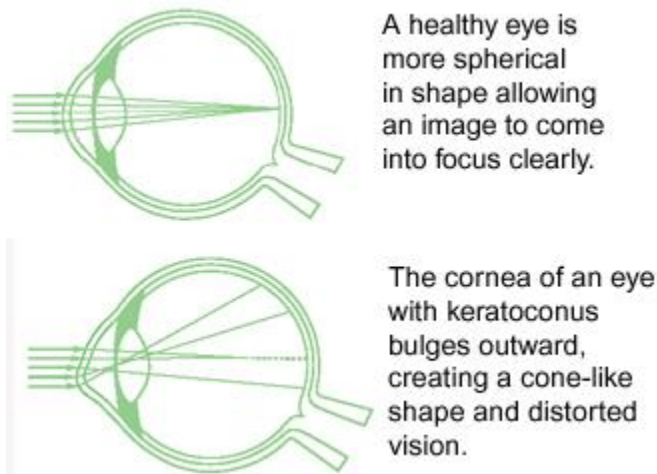 A healthy eye is
more spherical
in shape allowing
an image to come
into focus clearly.
The cornea of an eye
with keratoconus
bulges outward,
creating a cone-like
shape and distorted
vision.